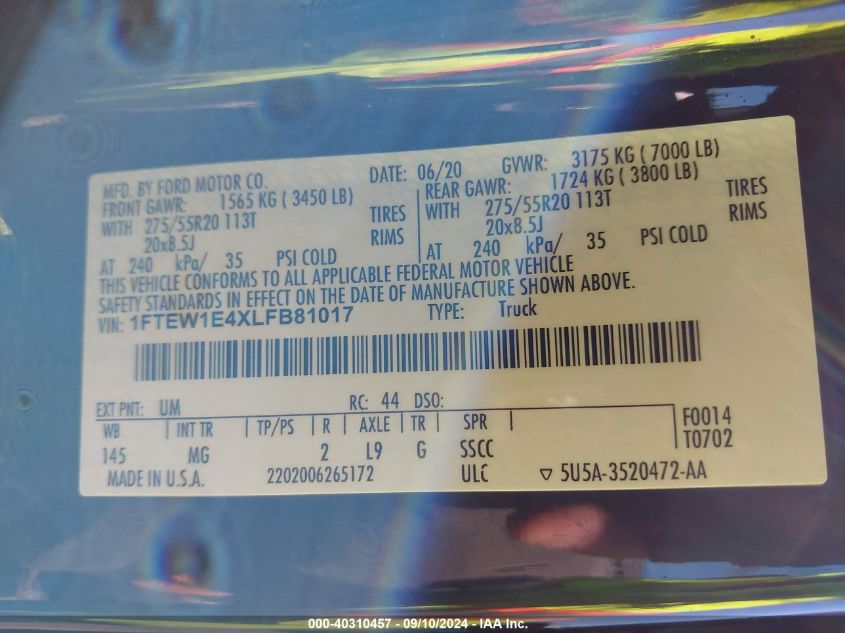 MFD. BY FORD MOTOR CO. DATE: 06/20 GVWR: 3175 KG ( 7000 LB)
FRONT GAWR: 1565 KG ( 3450 LB) REAR GAWR: 1724 KG ( 3800 LB)
WITH 275/55R20 113T TIRES WITH 275/55R20 113T TIRES
20x8.5J RIMS 20x8.5J RIMS
AT 240 kPa/ 35 PSI COLD AT 240 kPa/ 35 PSI COLD
THIS VEHICLE CONFORMS TO ALL APPLICABLE FEDERAL MOTOR VEHICLE
SAFETY STANDARDS IN EFFECT ON THE DATE OF MANUFACTURE SHOWN ABOVE.
VIN: 1FTEW1E4XLFB81017 TYPE: Truck
EXT PNT: UM RC: 44 DSO:
WB INT TR TP/PS R AXLE TR SPR F0014
145 MG 2 L9 G SSCC T0702
MADE IN U.S.A. 2202006265172 ULC ▽ 5U5A-3520472-AA
000-40310457 - 09/10/2024 - IAA Inc.